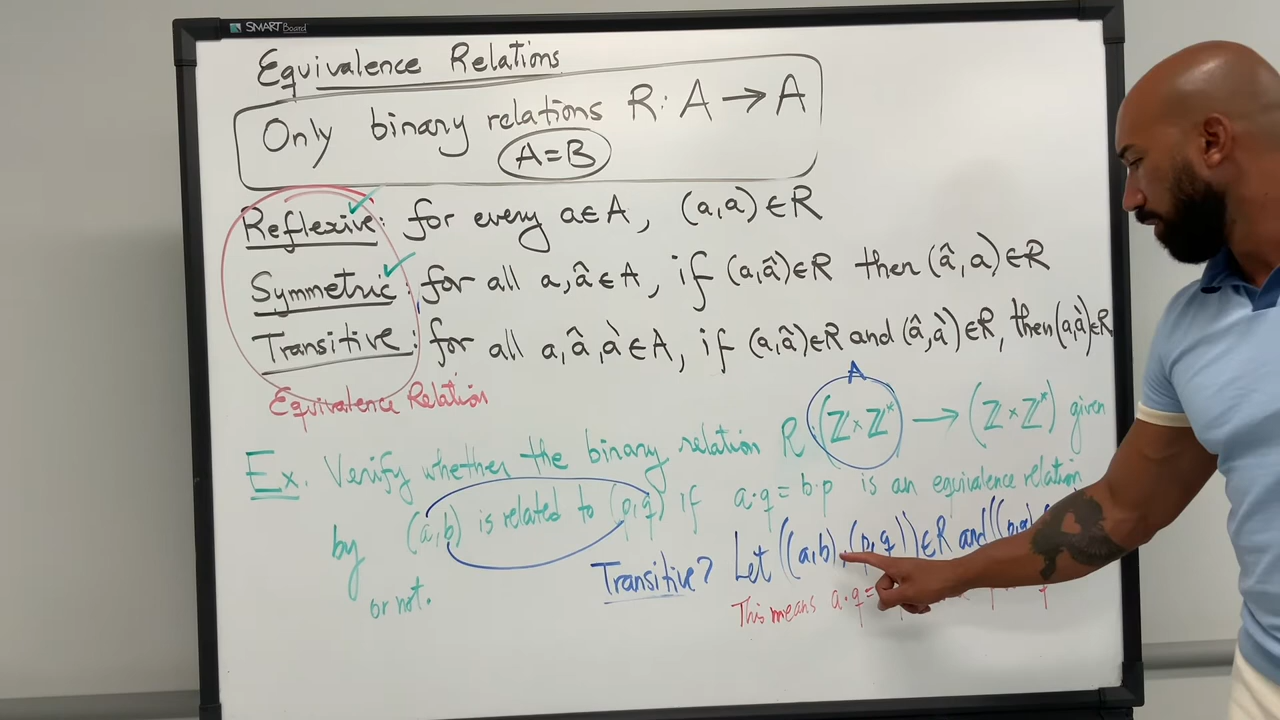 SMART Board
Equivalence Relations
Only binary relations R: A → A
A=B
Reflexive: for every a∈A, (a,a)∈R
Symmetric: for all a,â∈A, if (a,â)∈R then (â,a)∈R
Transitive: for all a,â,à∈A, if (a,â)∈R and (â,à)∈R, then (a,à)∈R
Equivalence Relation
A
Ex. Verify whether the binary relation R: (ℤ×ℤ*) → (ℤ×ℤ*) given
by (a,b) is related to (p,q) if a·q=b·p is an equivalence relation
or not.
Transitive? Let ((a,b),(p,q))∈R and ((p,q)
This means a·q=